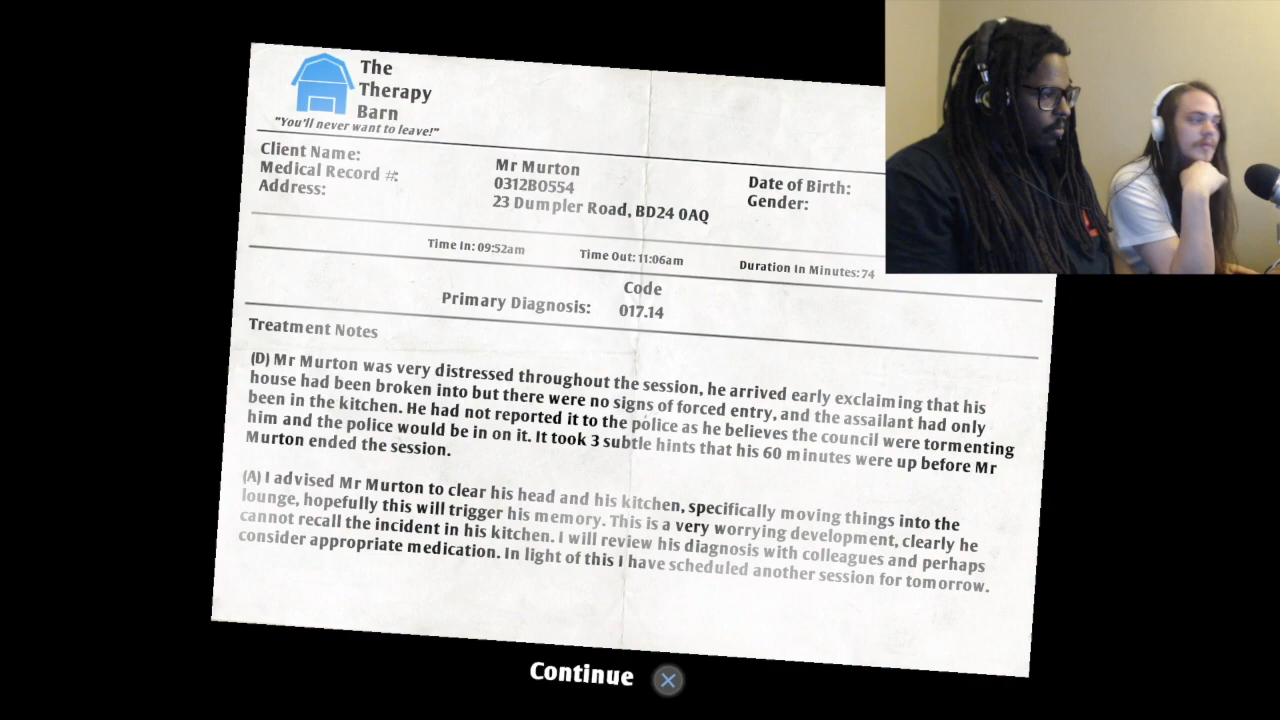 The
Therapy
Barn
"You'll never want to leave!"
Client Name: Mr Murton
Medical Record #: 0312B0554
Address: 23 Dumpler Road, BD24 0AQ
Date of Birth:
Gender:
Time In: 09:52am Time Out: 11:06am Duration In Minutes: 74
Code
Primary Diagnosis: 017.14
Treatment Notes
(D) Mr Murton was very distressed throughout the session, he arrived early exclaiming that his
house had been broken into but there were no signs of forced entry, and the assailant had only
been in the kitchen. He had not reported it to the police as he believes the council were tormenting
him and the police would be in on it. It took 3 subtle hints that his 60 minutes were up before Mr
Murton ended the session.
(A) I advised Mr Murton to clear his head and his kitchen, specifically moving things into the
lounge, hopefully this will trigger his memory. This is a very worrying development, clearly he
cannot recall the incident in his kitchen. I will review his diagnosis with colleagues and perhaps
consider appropriate medication. In light of this I have scheduled another session for tomorrow.
Continue